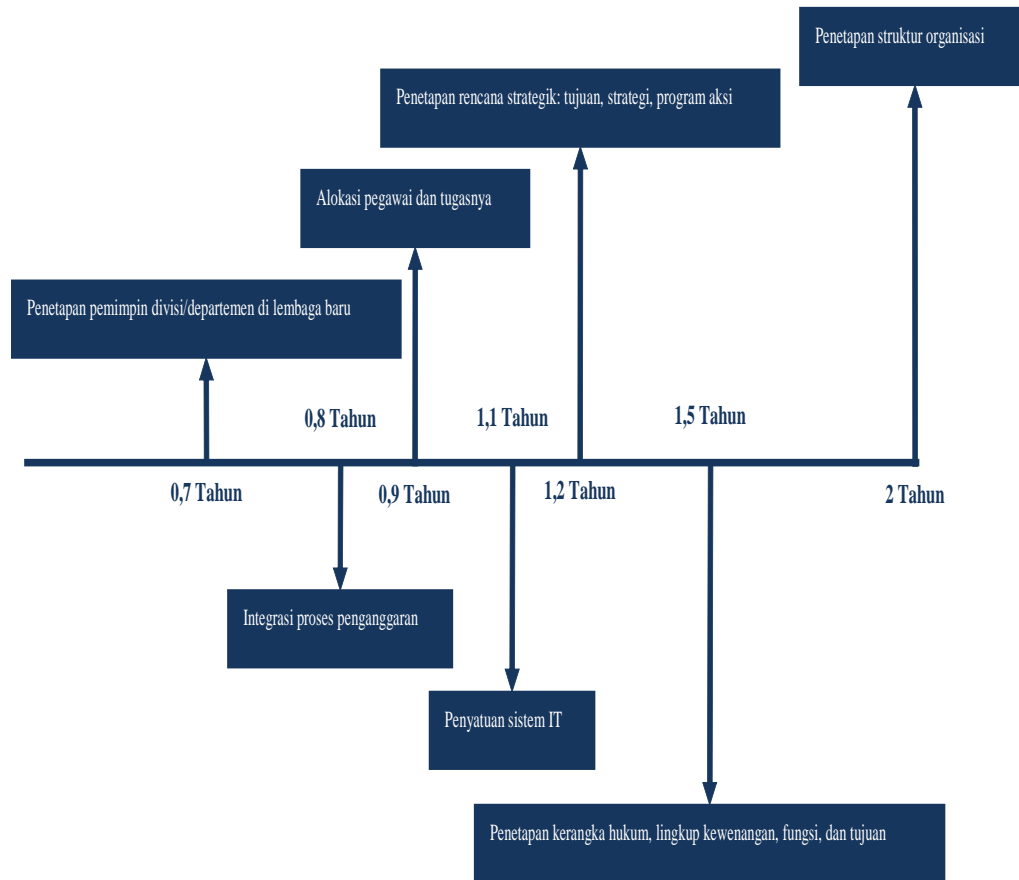 Penetapan struktur organisasi
Penetapan rencana strategik: tujuan, strategi, program aksi
Alokasi pegawai dan tugasnya
Penetapan pemimpin divisi/departemen di lembaga baru
0,8 Tahun
1,1 Tahun
1,5 Tahun
0,7 Tahun
0,9 Tahun
1,2 Tahun
2 Tahun
Integrasi proses penganggaran
Penyatuan sistem IT
Penetapan kerangka hukum, lingkup kewenangan, fungsi, dan tujuan